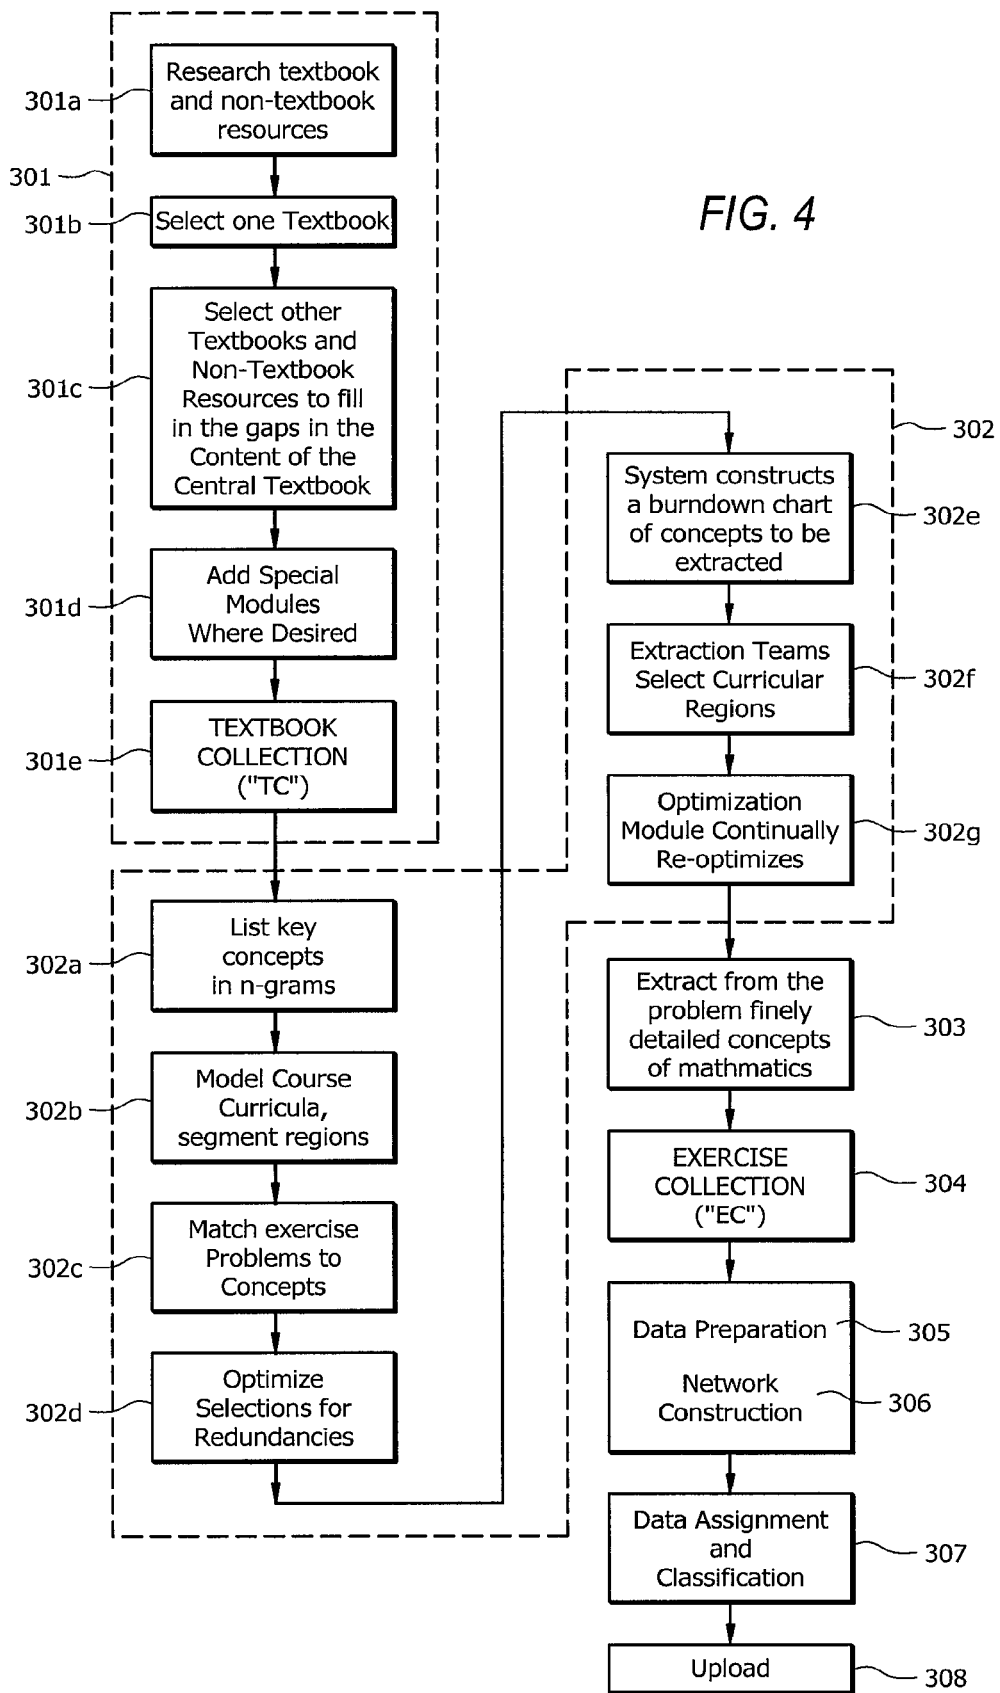 301a
Research textbook
and non-textbook
resources
301
301b
Select one Textbook
FIG. 4
301c
Select other
Textbooks and
Non-Textbook
Resources to fill
in the gaps in the
Content of the
Central Textbook
301d
Add Special
Modules
Where Desired
301e
TEXTBOOK
COLLECTION
("TC")
302a
List key
concepts
in n-grams
302b
Model Course
Curricula,
segment regions
302c
Match exercise
Problems to
Concepts
302d
Optimize
Selections for
Redundancies
302
System constructs
a burndown chart
of concepts to be
extracted
302e
Extraction Teams
Select Curricular
Regions
302f
Optimization
Module Continually
Re-optimizes
302g
Extract from the
problem finely
detailed concepts
of mathmatics
303
EXERCISE
COLLECTION
("EC")
304
Data Preparation
305
Network
Construction
306
Data Assignment
and
Classification
307
Upload
308